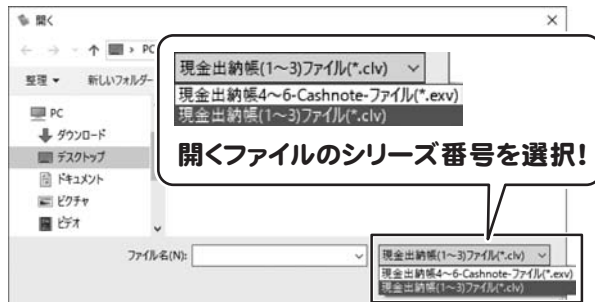 開く
PC
現金出納帳(1～3)ファイル(*.clv)
現金出納帳4～6-Cashnote-ファイル(*.exv)
現金出納帳(1～3)ファイル(*.clv)
開くファイルのシリーズ番号を選択!
整理 新しいフォルダー
PC
ダウンロード
デスクトップ
ドキュメント
ピクチャ
ビデオ
ファイル名(N):
現金出納帳(1～3)ファイル(*.clv)
現金出納帳4～6-Cashnote-ファイル(*.exv)
現金出納帳(1～3)ファイル(*.clv)